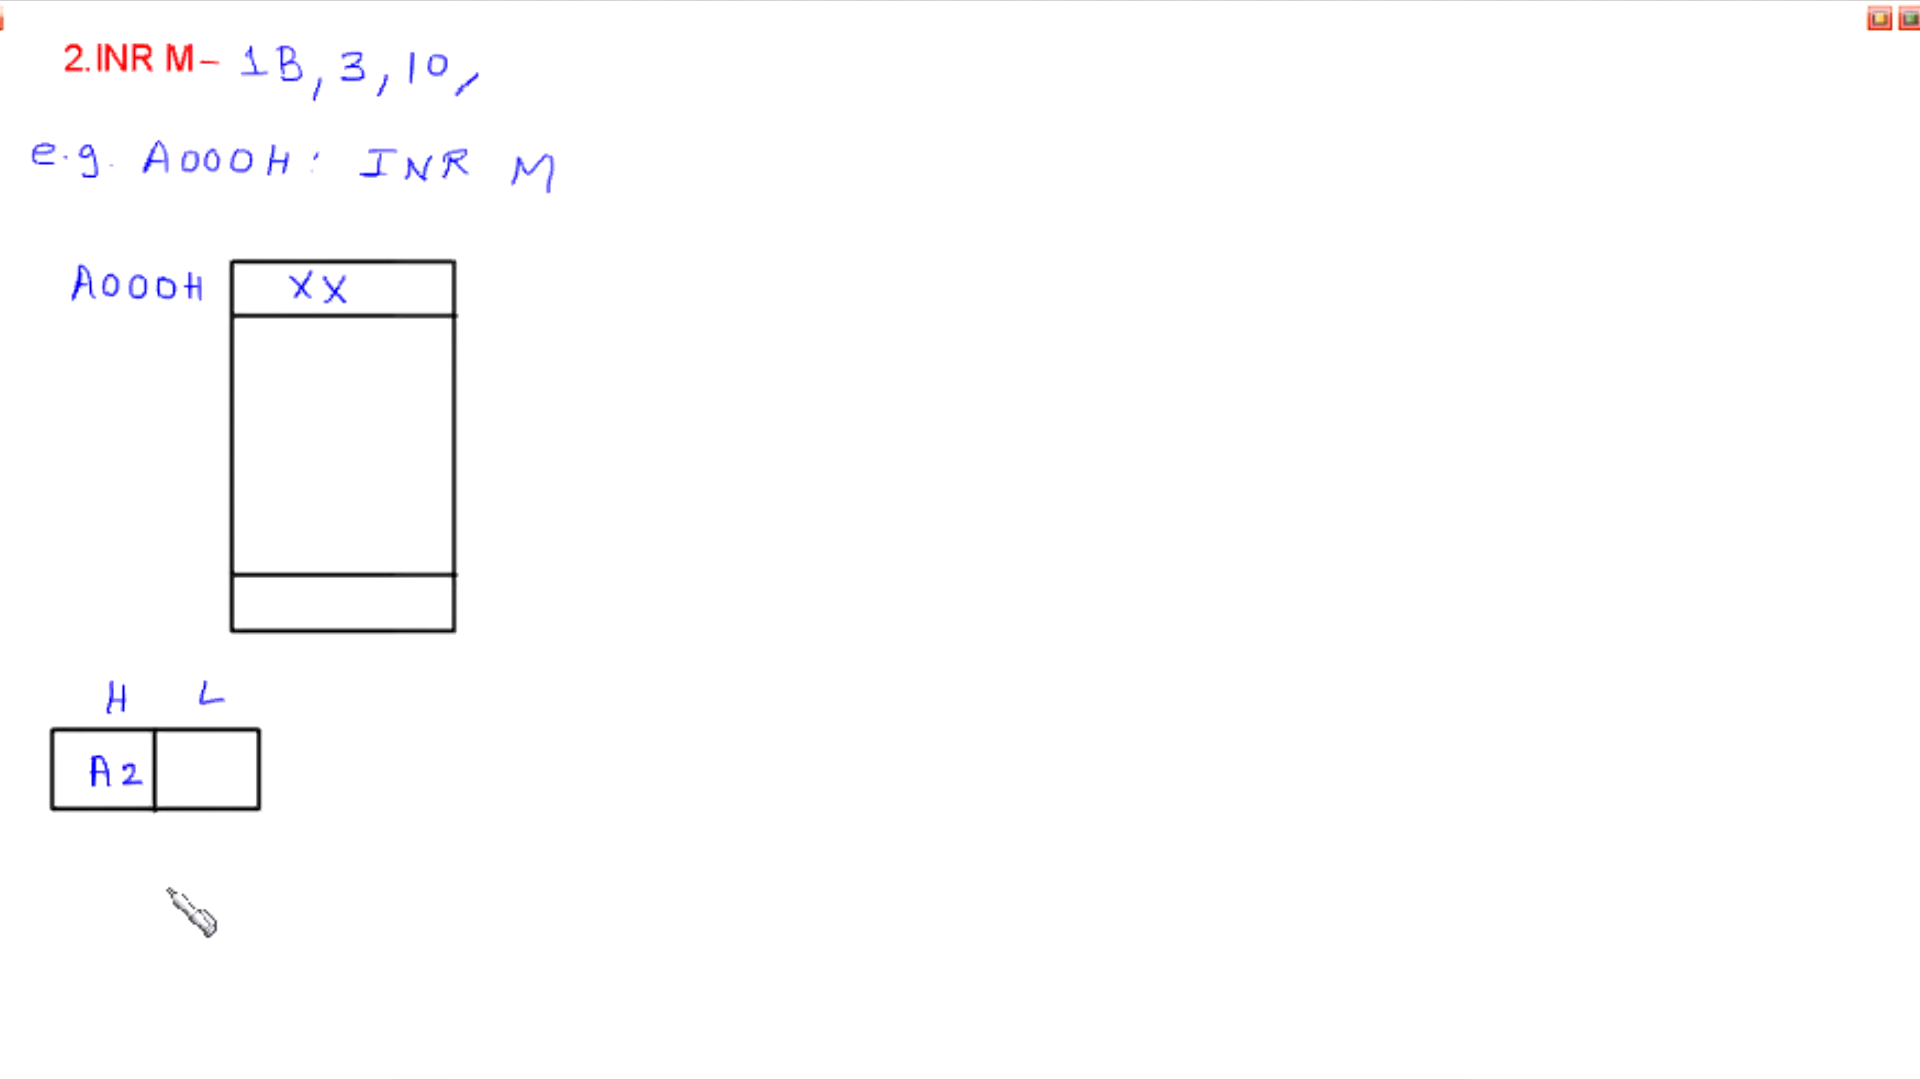 2.INR M– 1B, 3, 10,
e.g. A000H: INR M
A000H XX
H L
A2